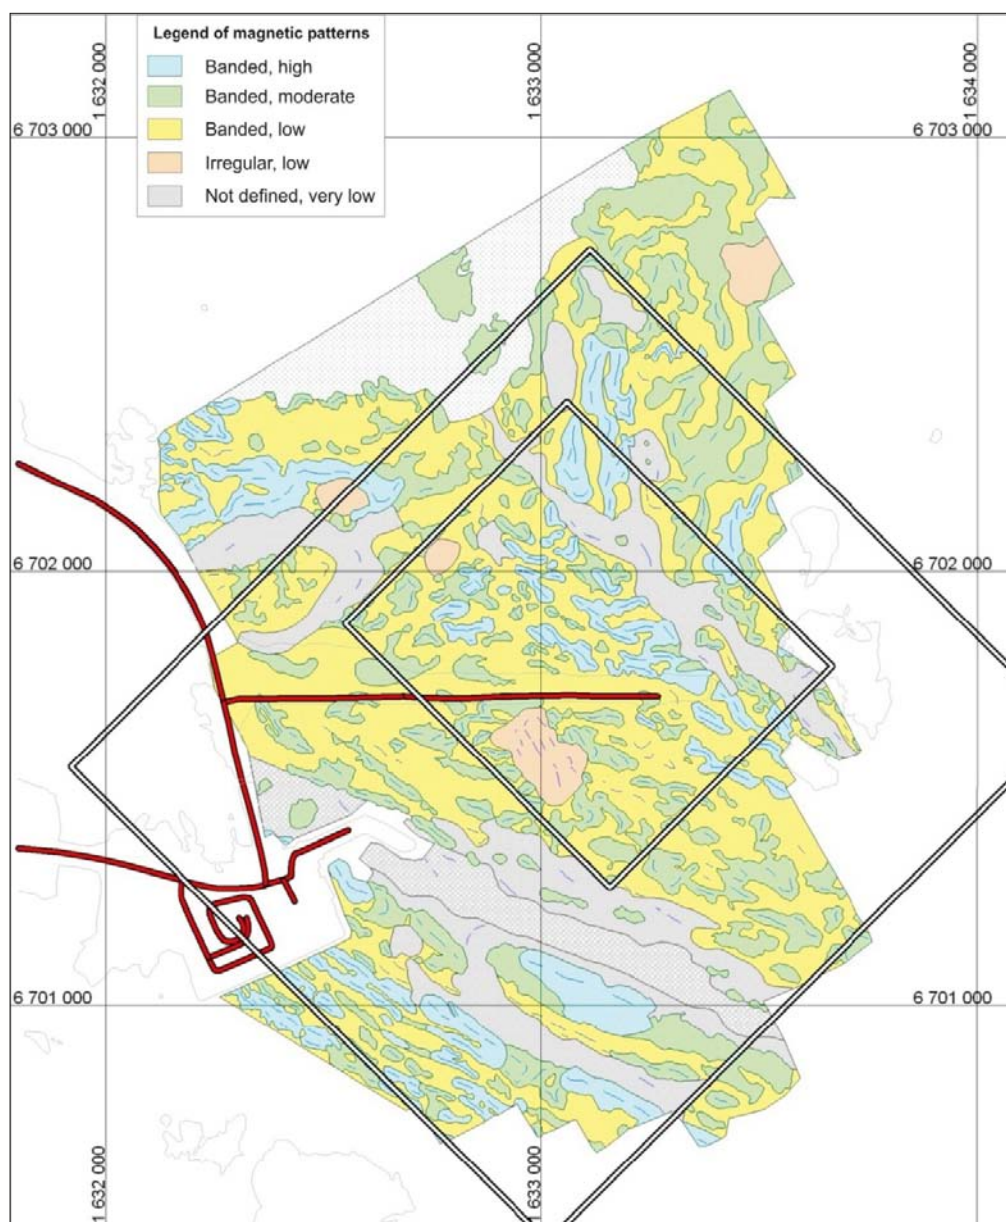 Legend of magnetic patterns
Banded, high
Banded, moderate
Banded, low
Irregular, low
Not defined, very low
1 632 000
1 633 000
1 634 000
6 703 000
6 703 000
6 702 000
6 702 000
6 701 000
6 701 000
1 632 000
1 633 000